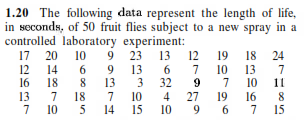 1.20 The following data represent the length of life,
in seconds, of 50 fruit flies subject to a new spray in a
controlled laboratory experiment:
17 20 10 9 23 13 12 19 18 24
12 14 6 9 13 6 7 10 13 7
16 18 8 13 3 32 9 7 10 11
13 7 18 7 10 4 27 19 16 8
7 10 5 14 15 10 9 6 7 15